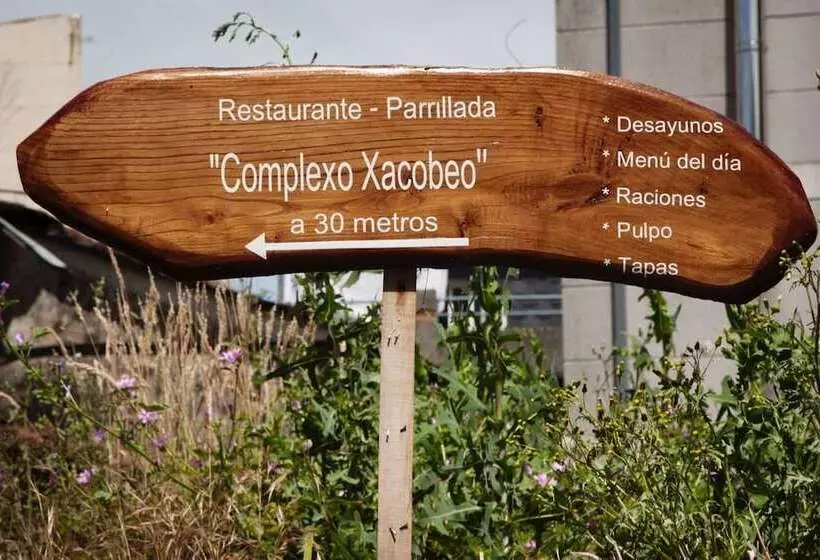 Restaurante - Parrillada
"Complexo Xacobeo"
a 30 metros
* Desayunos
* Menú del día
* Raciones
* Pulpo
* Tapas